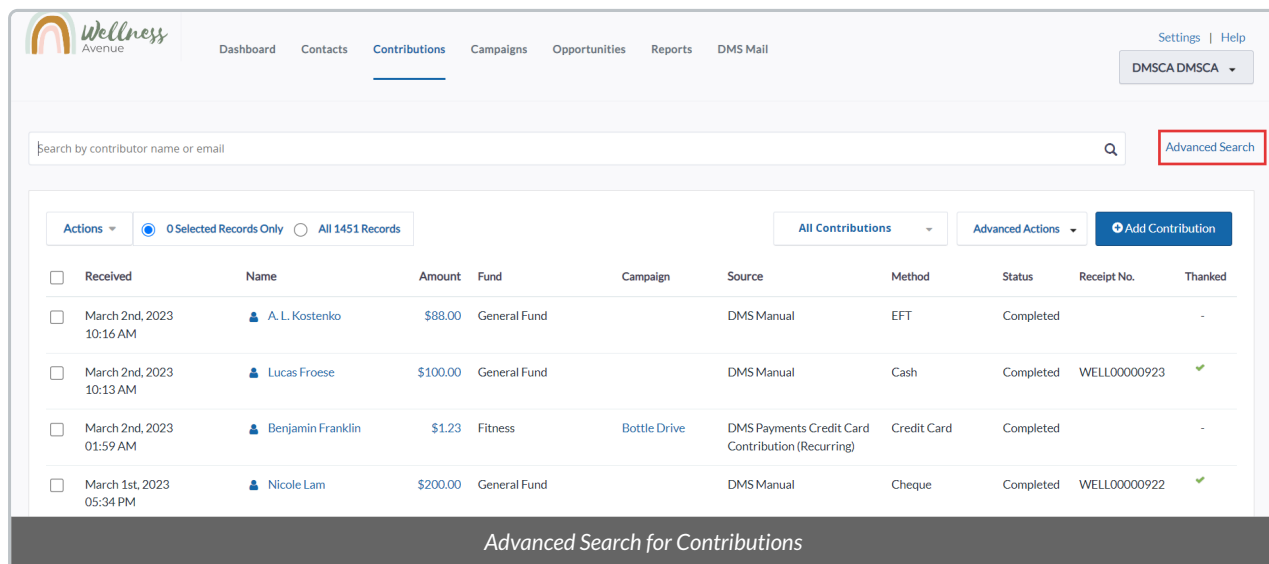 Wellness
Avenue
Dashboard Contacts Contributions Campaigns Opportunities Reports DMS Mail
Settings | Help
DMSCA DMSCA
Search by contributor name or email
Advanced Search
Actions 0 Selected Records Only All 1451 Records All Contributions Advanced Actions Add Contribution
Received Name Amount Fund Campaign Source Method Status Receipt No. Thanked
March 2nd, 2023 A. L. Kostenko $88.00 General Fund DMS Manual EFT Completed -
10:16 AM
March 2nd, 2023 Lucas Froese $100.00 General Fund DMS Manual Cash Completed WELL00000923
10:13 AM
March 2nd, 2023 Benjamin Franklin $1.23 Fitness Bottle Drive DMS Payments Credit Card Credit Card Completed -
01:59 AM Contribution (Recurring)
March 1st, 2023 Nicole Lam $200.00 General Fund DMS Manual Cheque Completed WELL00000922
05:34 PM
Advanced Search for Contributions